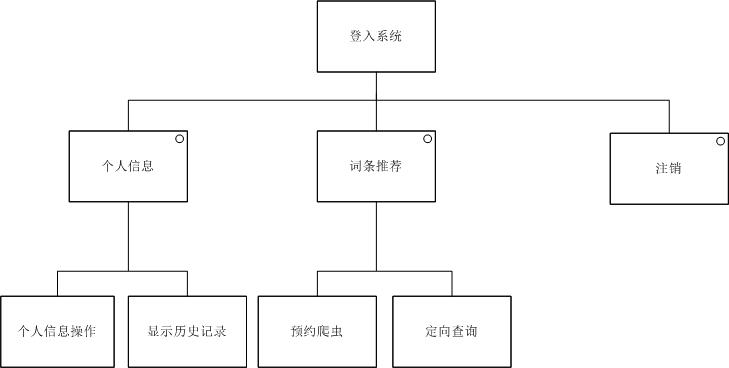 登入系统
个人信息
词条推荐
注销
个人信息操作
显示历史记录
预约爬虫
定向查询